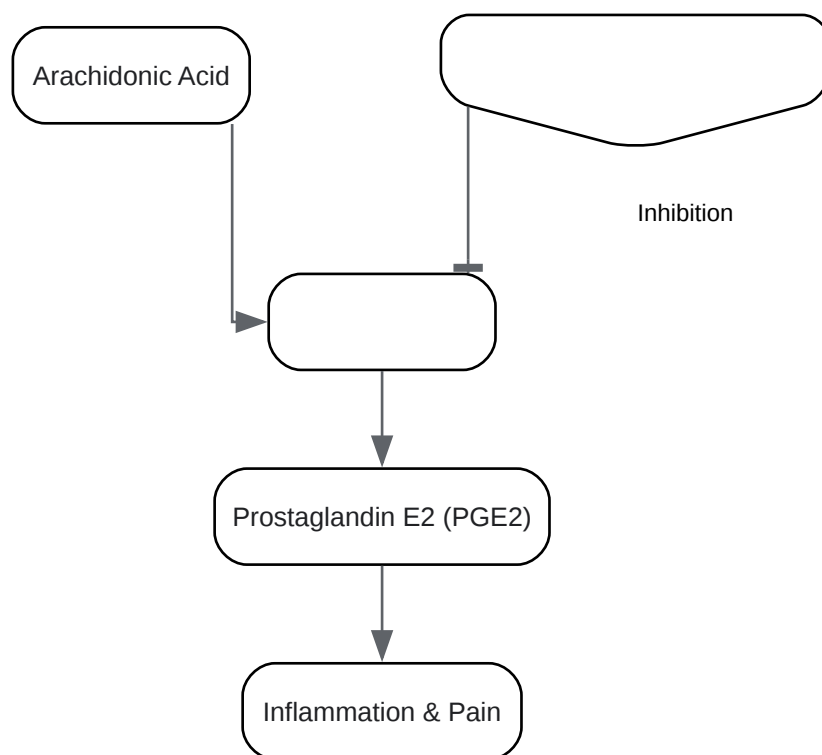 Arachidonic Acid
Inhibition
Prostaglandin E2 (PGE2)
Inflammation & Pain